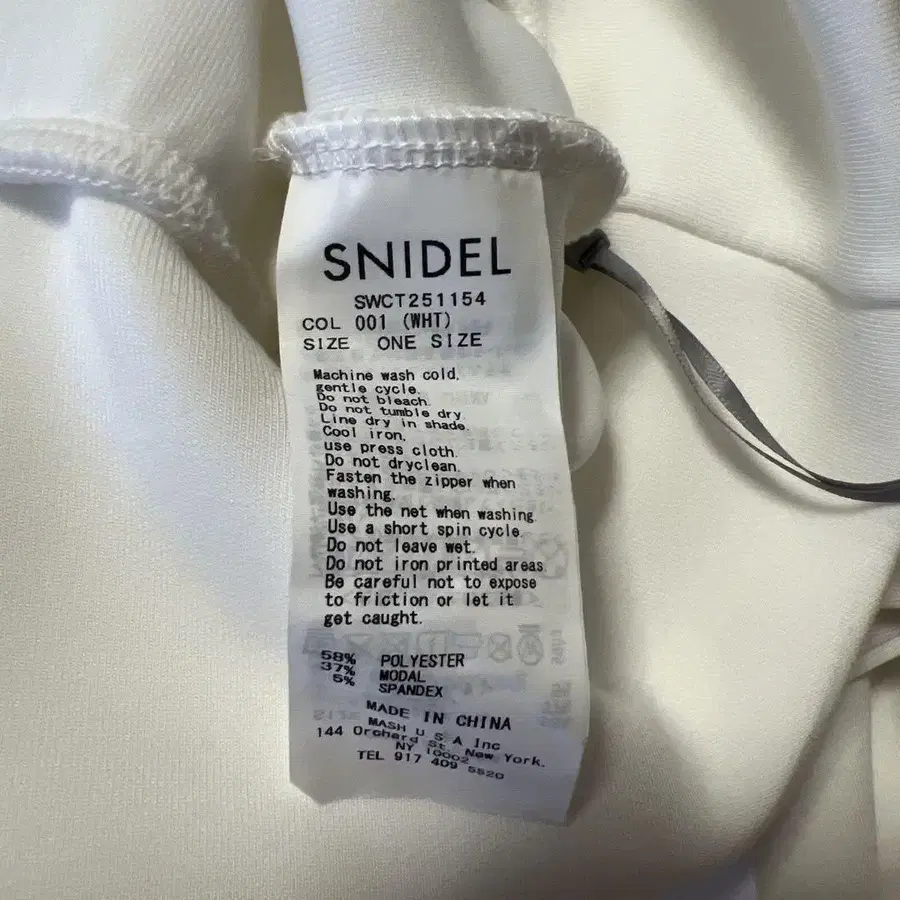 SNIDEL
SWCT251154
COL 001 (WHT)
SIZE ONE SIZE
Machine wash cold,
gentle cycle.
Do not bleach.
Do not tumble dry.
Line dry in shade.
Cool iron,
use press cloth.
Do not dryclean.
Fasten the zipper when
washing.
Use the net when washing
Use a short spin cycle.
Do not leave wet.
Do not iron printed areas
Be careful not to expose
to friction or let it
get caught.
58% POLYESTER
37% MODAL
5% SPANDEX
MADE IN CHINA
MASH U S A Inc
144 Orchard St. New York.
NY 10002
TEL 917 409 5520